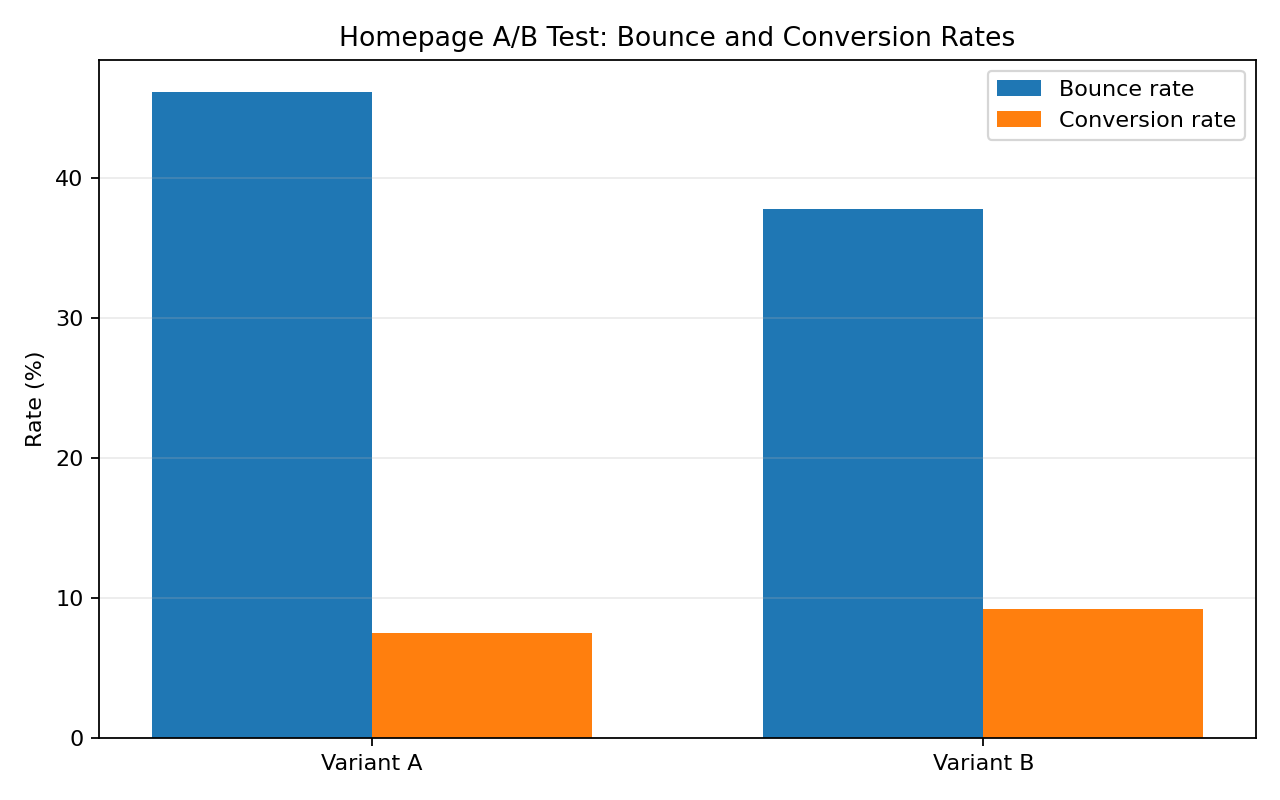 Homepage A/B Test: Bounce and Conversion Rates
Bounce rate
Conversion rate
Rate (%)
40
30
20
10
0
Variant A
Variant B